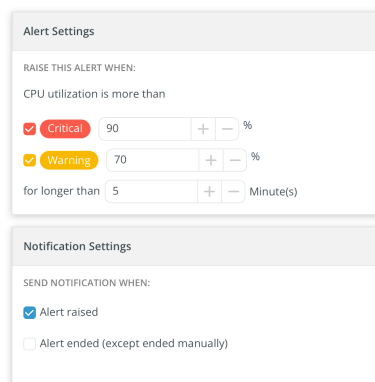 Alert Settings
RAISE THIS ALERT WHEN:
CPU utilization is more than
Critical 90 + − %
Warning 70 + − %
for longer than 5 + − Minute(s)
Notification Settings
SEND NOTIFICATION WHEN:
Alert raised
Alert ended (except ended manually)